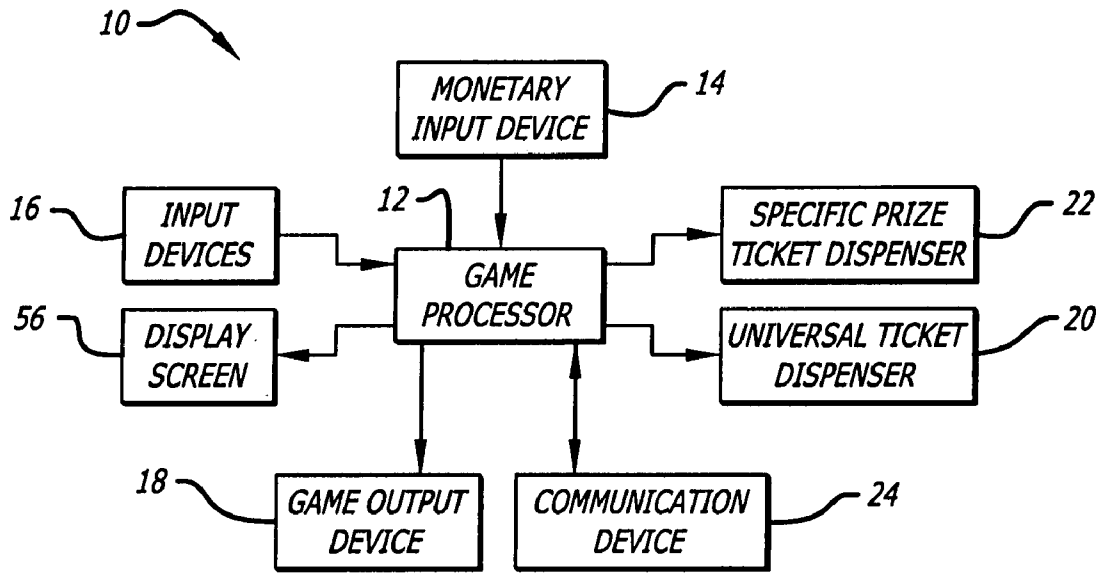 10
MONETARY
INPUT DEVICE
14
16
INPUT
DEVICES
12
GAME
PROCESSOR
SPECIFIC PRIZE
TICKET DISPENSER
22
56
DISPLAY
SCREEN
UNIVERSAL TICKET
DISPENSER
20
18
GAME OUTPUT
DEVICE
COMMUNICATION
DEVICE
24